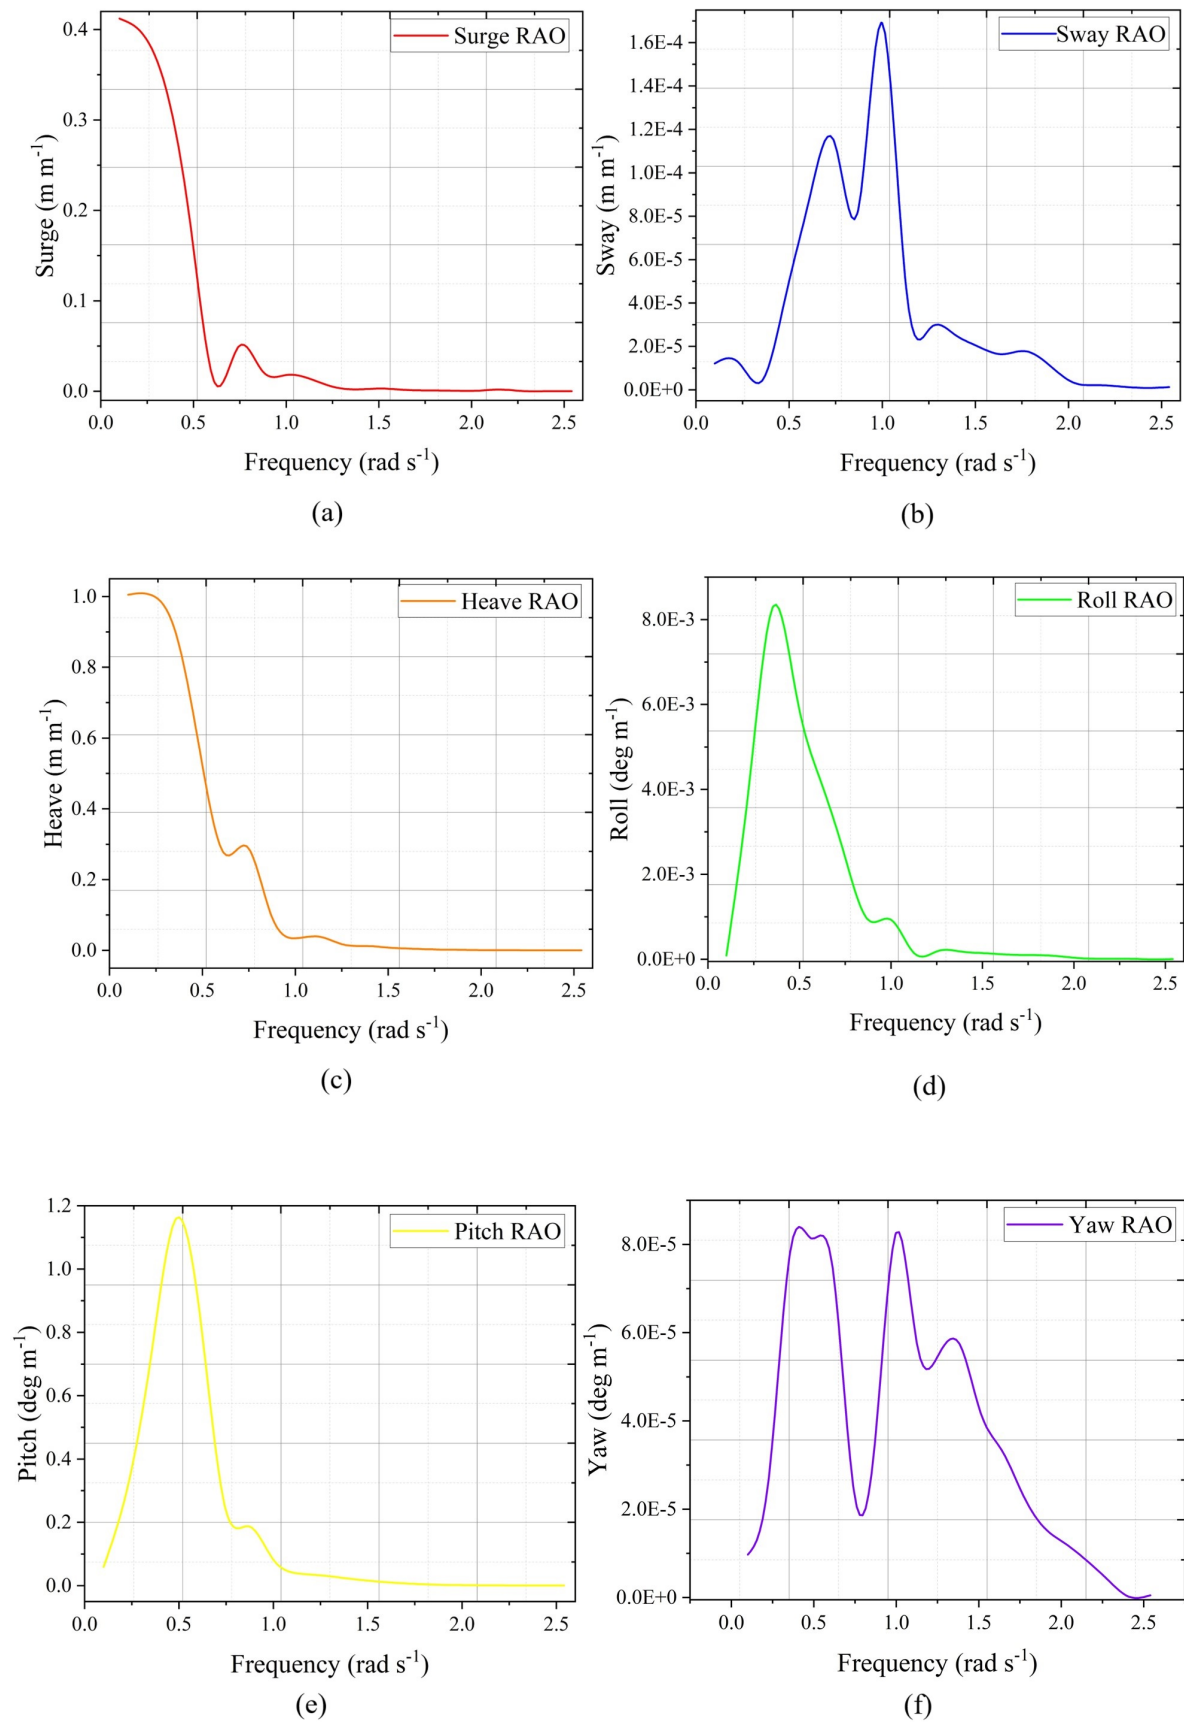 Surge RAO
0.4
0.3
0.2
0.1
0.0
Surge (m m⁻¹)
0.0 0.5 1.0 1.5 2.0 2.5
Frequency (rad s⁻¹)
(a)
Sway RAO
1.6E-4
1.4E-4
1.2E-4
1.0E-4
8.0E-5
6.0E-5
4.0E-5
2.0E-5
0.0E+0
Sway (m m⁻¹)
0.0 0.5 1.0 1.5 2.0 2.5
Frequency (rad s⁻¹)
(b)
Heave RAO
1.0
0.8
0.6
0.4
0.2
0.0
Heave (m m⁻¹)
0.0 0.5 1.0 1.5 2.0 2.5
Frequency (rad s⁻¹)
(c)
Roll RAO
8.0E-3
6.0E-3
4.0E-3
2.0E-3
0.0E+0
Roll (deg m⁻¹)
0.0 0.5 1.0 1.5 2.0 2.5
Frequency (rad s⁻¹)
(d)
Pitch RAO
1.2
1.0
0.8
0.6
0.4
0.2
0.0
Pitch (deg m⁻¹)
0.0 0.5 1.0 1.5 2.0 2.5
Frequency (rad s⁻¹)
(e)
Yaw RAO
8.0E-5
6.0E-5
4.0E-5
2.0E-5
0.0E+0
Yaw (deg m⁻¹)
0.0 0.5 1.0 1.5 2.0 2.5
Frequency (rad s⁻¹)
(f)